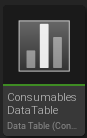 Consumables
DataTable
Data Table (Con...